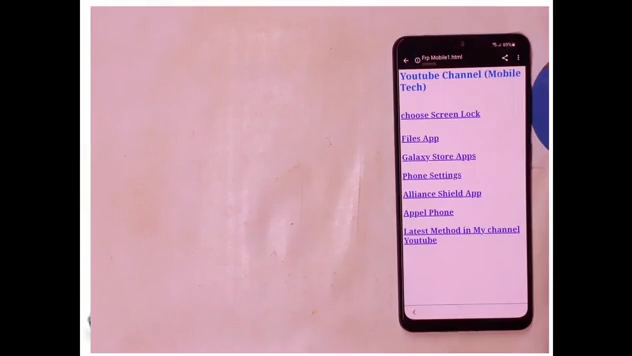 89%
Frp Mobile1.html
Youtube Channel (Mobile
Tech)
choose Screen Lock
Files App
Galaxy Store Apps
Phone Settings
Alliance Shield App
Appel Phone
Latest Method in My channel
Youtube